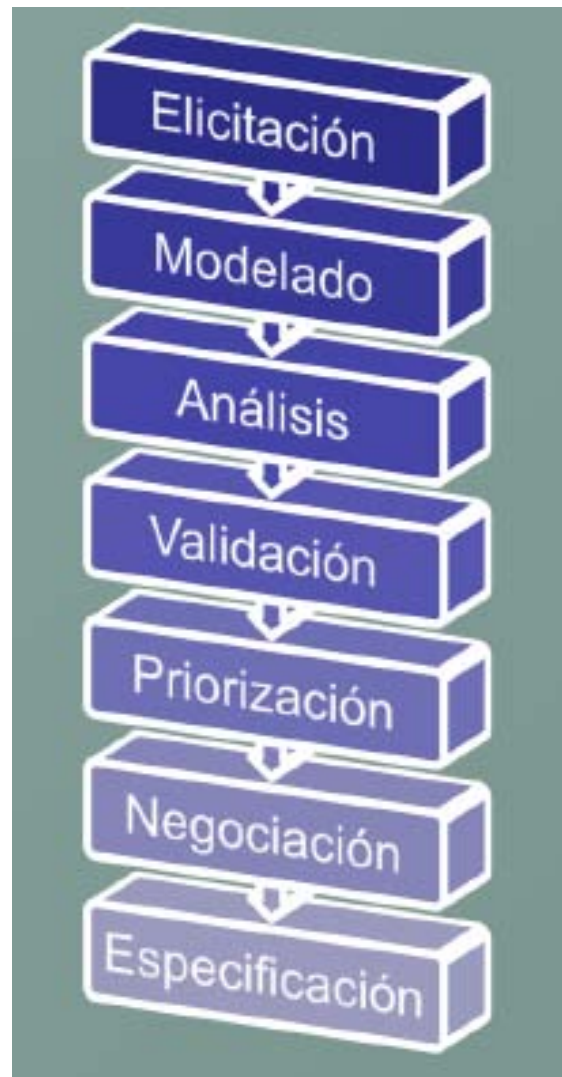 Elicitación
Modelado
Análisis
Validación
Priorización
Negociación
Especificación